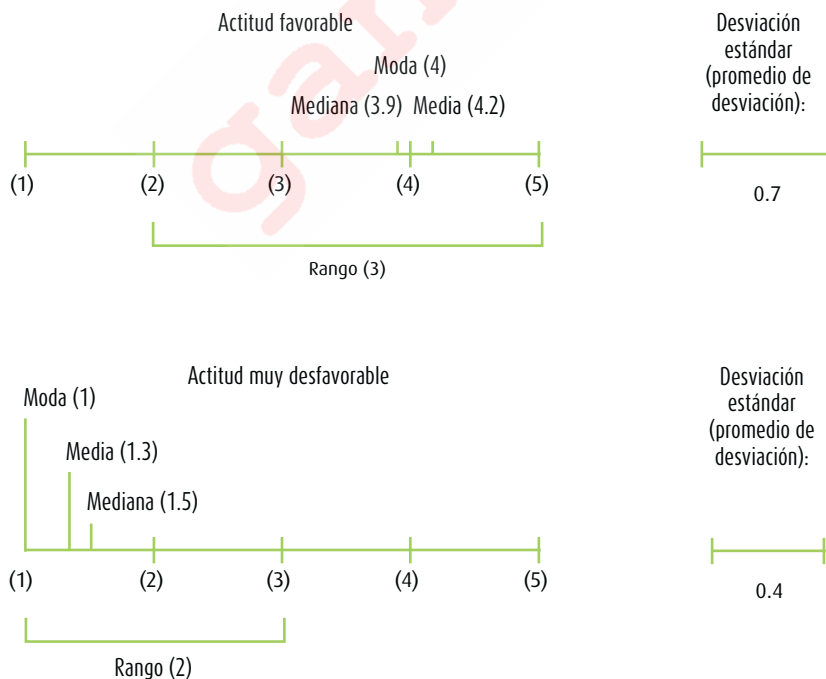 Actitud favorable
Moda (4)
Mediana (3.9) Media (4.2)
(1) (2) (3) (4) (5)
Rango (3)
Desviación
estándar
(promedio de
desviación):
0.7
Actitud muy desfavorable
Moda (1)
Media (1.3)
Mediana (1.5)
(1) (2) (3) (4) (5)
Rango (2)
Desviación
estándar
(promedio de
desviación):
0.4